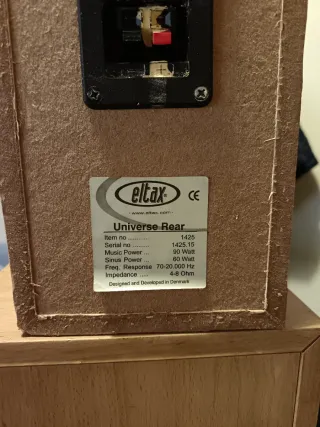 +
eltax®
- www.eltax.com -
CE
Universe Rear
Item no .......... 1425
Serial no ........ 1425.15
Music Power ... 90 Watt
Sinus Power ... 60 Watt
Freq. Response 70-20.000 Hz
Impedance ..... 4-8 Ohm
Designed and Developed in Denmark